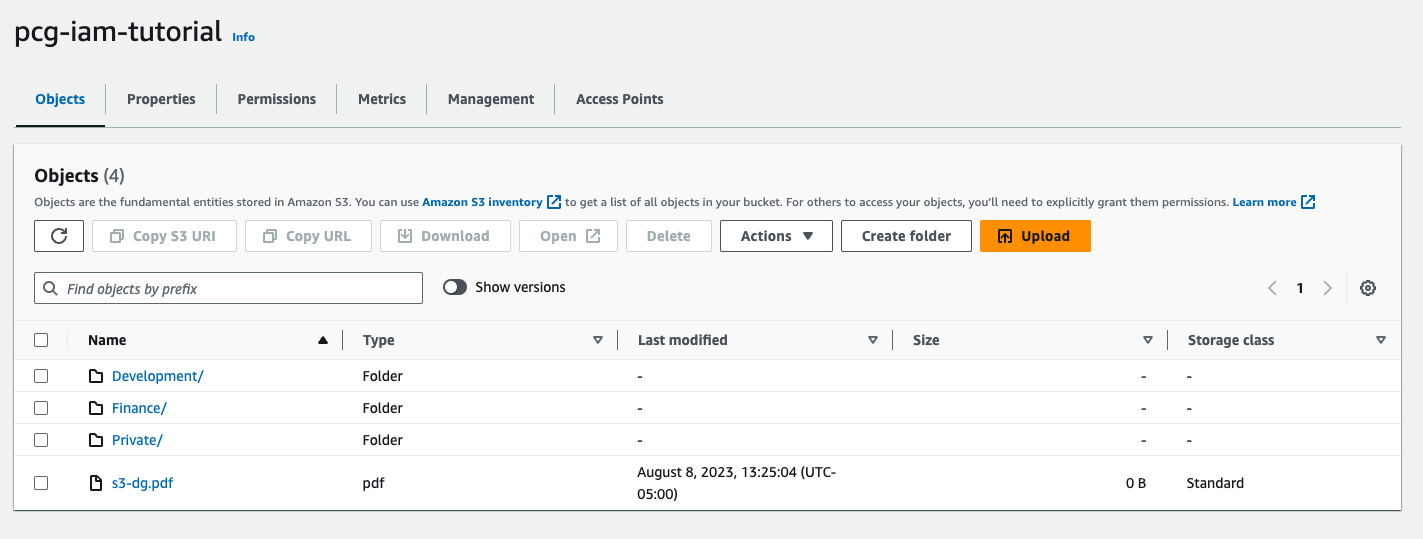 pcg-iam-tutorial Info
Objects Properties Permissions Metrics Management Access Points
Objects (4)
Objects are the fundamental entities stored in Amazon S3. You can use Amazon S3 inventory to get a list of all objects in your bucket. For others to access your objects, you'll need to explicitly grant them permissions. Learn more
Copy S3 URI Copy URL Download Open Delete Actions Create folder Upload
Find objects by prefix Show versions 1
Name Type Last modified Size Storage class
Development/ Folder - - -
Finance/ Folder - - -
Private/ Folder - - -
s3-dg.pdf pdf August 8, 2023, 13:25:04 (UTC- 0 B Standard
05:00)